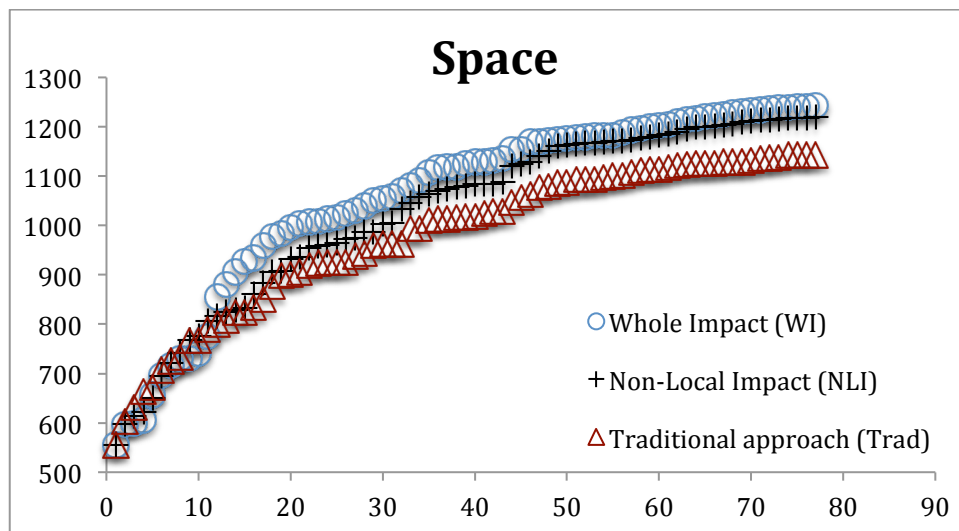 Space
1300
1200
1100
1000
900
800
700
600
500
Whole Impact (WI)
Non-Local Impact (NLI)
Traditional approach (Trad)
0 10 20 30 40 50 60 70 80 90